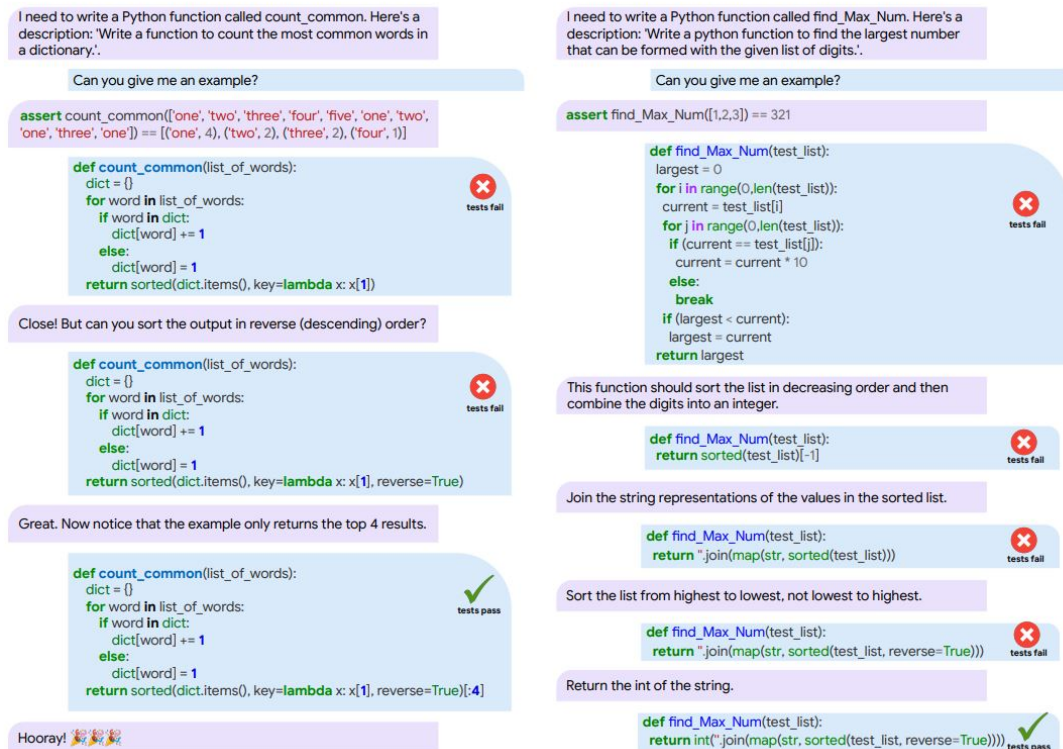 I need to write a Python function called count_common. Here's a
description: 'Write a function to count the most common words in
a dictionary.'.
Can you give me an example?
assert count_common(['one', 'two', 'three', 'four', 'five', 'one', 'two',
'one', 'three', 'one']) == [('one', 4), ('two', 2), ('three', 2), ('four', 1)]
def count_common(list_of_words):
dict = {}
for word in list_of_words:
if word in dict:
dict[word] += 1
else:
dict[word] = 1
return sorted(dict.items(), key=lambda x: x[1])
tests fail
Close! But can you sort the output in reverse (descending) order?
def count_common(list_of_words):
dict = {}
for word in list_of_words:
if word in dict:
dict[word] += 1
else:
dict[word] = 1
return sorted(dict.items(), key=lambda x: x[1], reverse=True)
tests fail
Great. Now notice that the example only returns the top 4 results.
def count_common(list_of_words):
dict = {}
for word in list_of_words:
if word in dict:
dict[word] += 1
else:
dict[word] = 1
return sorted(dict.items(), key=lambda x: x[1], reverse=True)[:4]
tests pass
Hooray! 🎉🎉🎉
I need to write a Python function called find_Max_Num. Here's a
description: 'Write a python function to find the largest number
that can be formed with the given list of digits.'.
Can you give me an example?
assert find_Max_Num([1,2,3]) == 321
def find_Max_Num(test_list):
largest = 0
for i in range(0,len(test_list)):
current = test_list[i]
for j in range(0,len(test_list)):
if (current == test_list[j]):
current = current * 10
else:
break
if (largest < current):
largest = current
return largest
tests fail
This function should sort the list in decreasing order and then
combine the digits into an integer.
def find_Max_Num(test_list):
return sorted(test_list)[-1]
tests fail
Join the string representations of the values in the sorted list.
def find_Max_Num(test_list):
return ''.join(map(str, sorted(test_list)))
tests fail
Sort the list from highest to lowest, not lowest to highest.
def find_Max_Num(test_list):
return ''.join(map(str, sorted(test_list, reverse=True)))
tests fail
Return the int of the string.
def find_Max_Num(test_list):
return int(''.join(map(str, sorted(test_list, reverse=True))))
tests pass